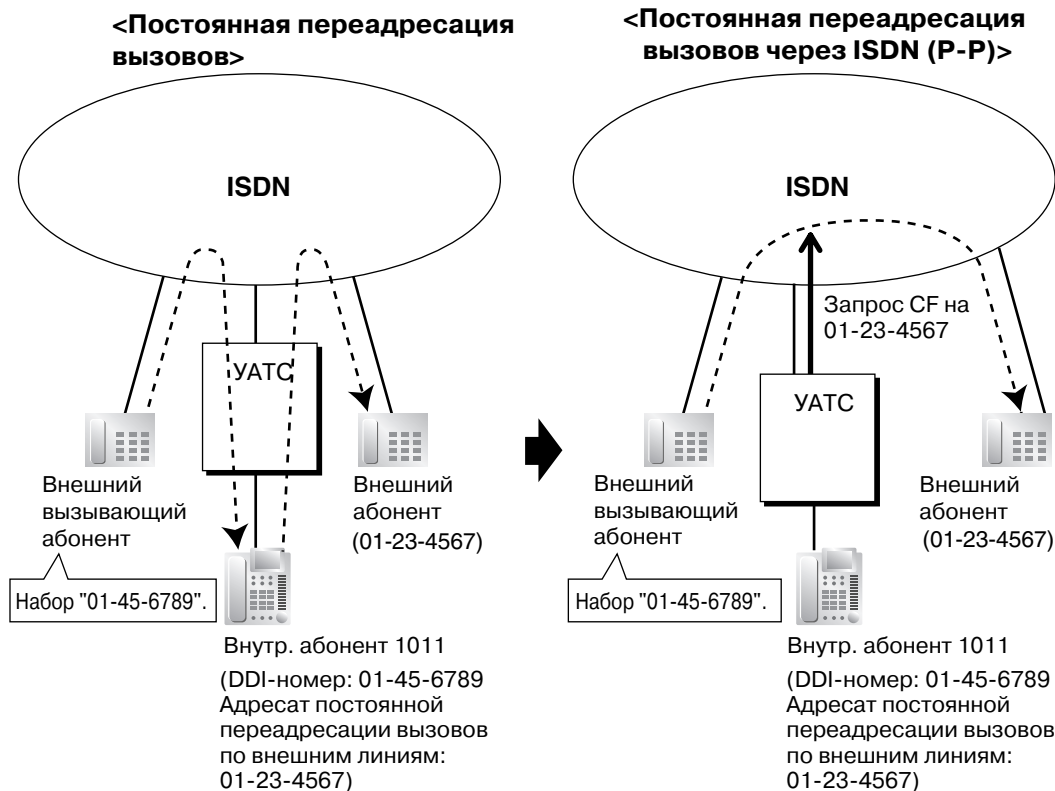 <Постоянная переадресация
вызовов>
ISDN
УАТС
Внешний
вызывающий
абонент
Внешний
абонент
(01-23-4567)
Набор "01-45-6789".
Внутр. абонент 1011
(DDI-номер: 01-45-6789
Адресат постоянной
переадресации вызовов
по внешним линиям:
01-23-4567)
<Постоянная переадресация
вызовов через ISDN (P-P)>
ISDN
Запрос CF на
01-23-4567
УАТС
Внешний
вызывающий
абонент
Внешний
абонент
(01-23-4567)
Набор "01-45-6789".
Внутр. абонент 1011
(DDI-номер: 01-45-6789
Адресат постоянной
переадресации вызовов
по внешним линиям:
01-23-4567)